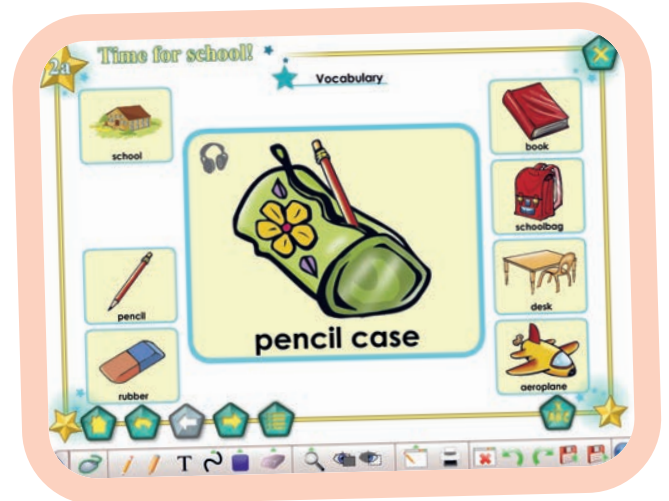 2a
Time for school!
Vocabulary
school
pencil
rubber
pencil case
book
schoolbag
desk
aeroplane
ABC
T